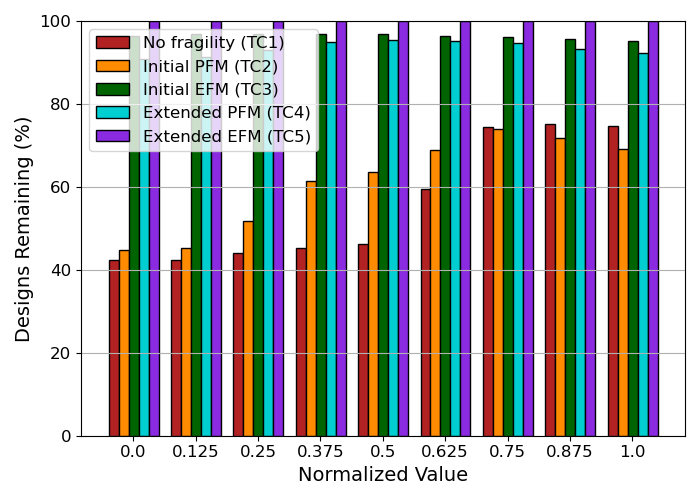 100
80
60
40
20
0
Designs Remaining (%)
No fragility (TC1)
Initial PFM (TC2)
Initial EFM (TC3)
Extended PFM (TC4)
Extended EFM (TC5)
0.0 0.125 0.25 0.375 0.5 0.625 0.75 0.875 1.0
Normalized Value